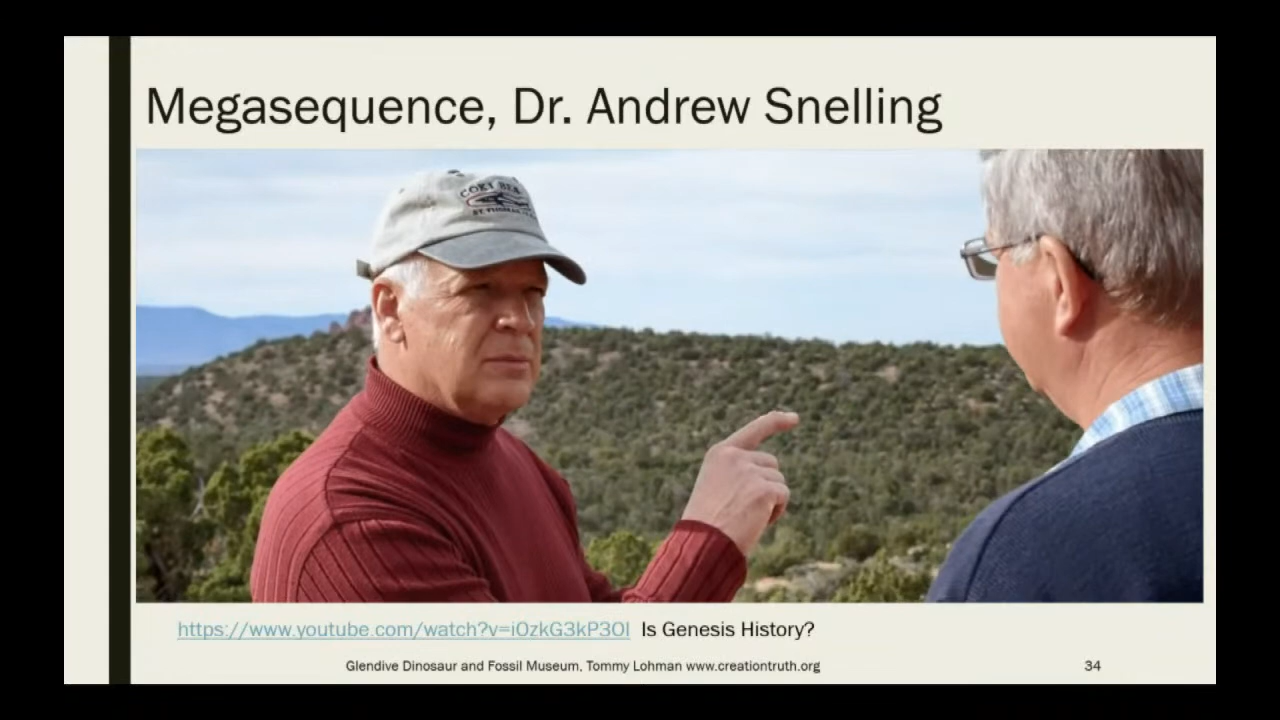 Megasequence, Dr. Andrew Snelling
https://www.youtube.com/watch?v=iOzkG3kP3OI Is Genesis History?
Glendive Dinosaur and Fossil Museum, Tommy Lohman www.creationtruth.org
34